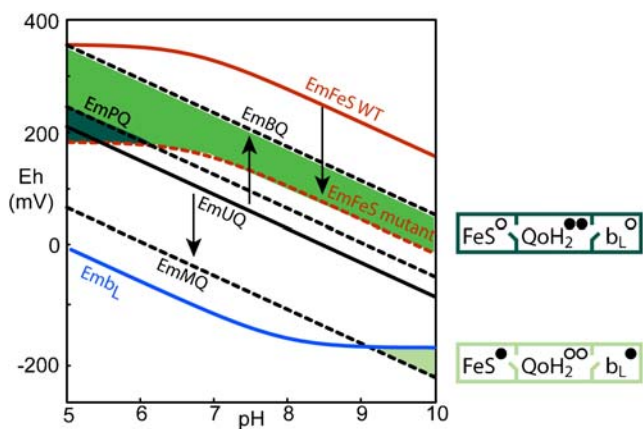 400
EmBQ
EmFeS WT
EmPQ
200
Eh
(mV)
EmUQ
EmFeS mutant
FeS QoH2 bL
0
EmMQ
EmbL
FeS QoH2 bL
-200
5 6 7 8 9 10
pH